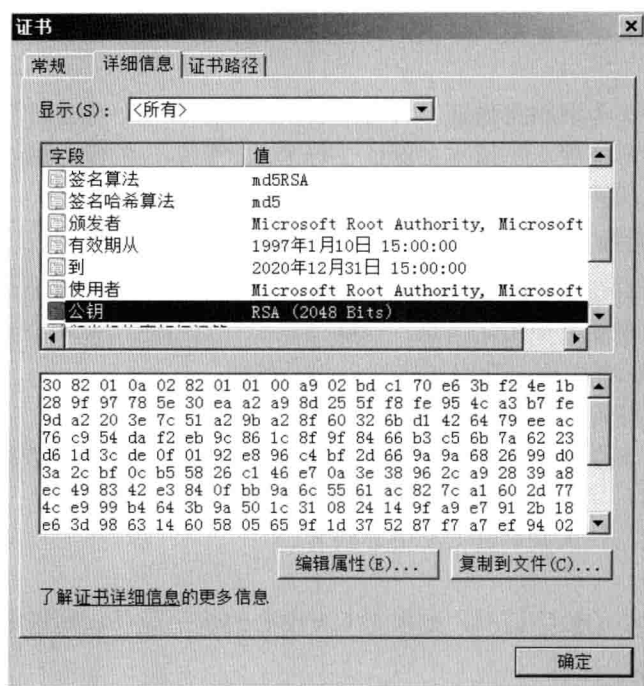 证书
常规 详细信息 证书路径
显示(S): <所有>
字段 值
签名算法 md5RSA
签名哈希算法 md5
颁发者 Microsoft Root Authority, Microsoft
有效期从 1997年1月10日 15:00:00
到 2020年12月31日 15:00:00
使用者 Microsoft Root Authority, Microsoft
公钥 RSA (2048 Bits)
30 82 01 0a 02 82 01 01 00 a9 02 bd c1 70 e6 3b f2 4e 1b
28 9f 97 78 5e 30 ea a2 a9 8d 25 5f f8 fe 95 4c a3 b7 fe
9d a2 20 3e 7c 51 a2 9b a2 8f 60 32 6b d1 42 64 79 ee ac
76 c9 54 da f2 eb 9c 86 1c 8f 9f 84 66 b3 c5 6b 7a 62 23
d6 1d 3c de 0f 01 92 e8 96 c4 bf 2d 66 9a 9a 68 26 99 d0
3a 2c bf 0c b5 58 26 c1 46 e7 0a 3e 38 96 2c a9 28 39 a8
ec 49 83 42 e3 84 0f bb 9a 6c 55 61 ac 82 7c a1 60 2d 77
4c e9 99 b4 64 3b 9a 50 1c 31 08 24 14 9f a9 e7 91 2b 18
e6 3d 98 63 14 60 58 05 65 9f 1d 37 52 87 f7 a7 ef 94 02
编辑属性(E)... 复制到文件(C)...
了解证书详细信息的更多信息
确定